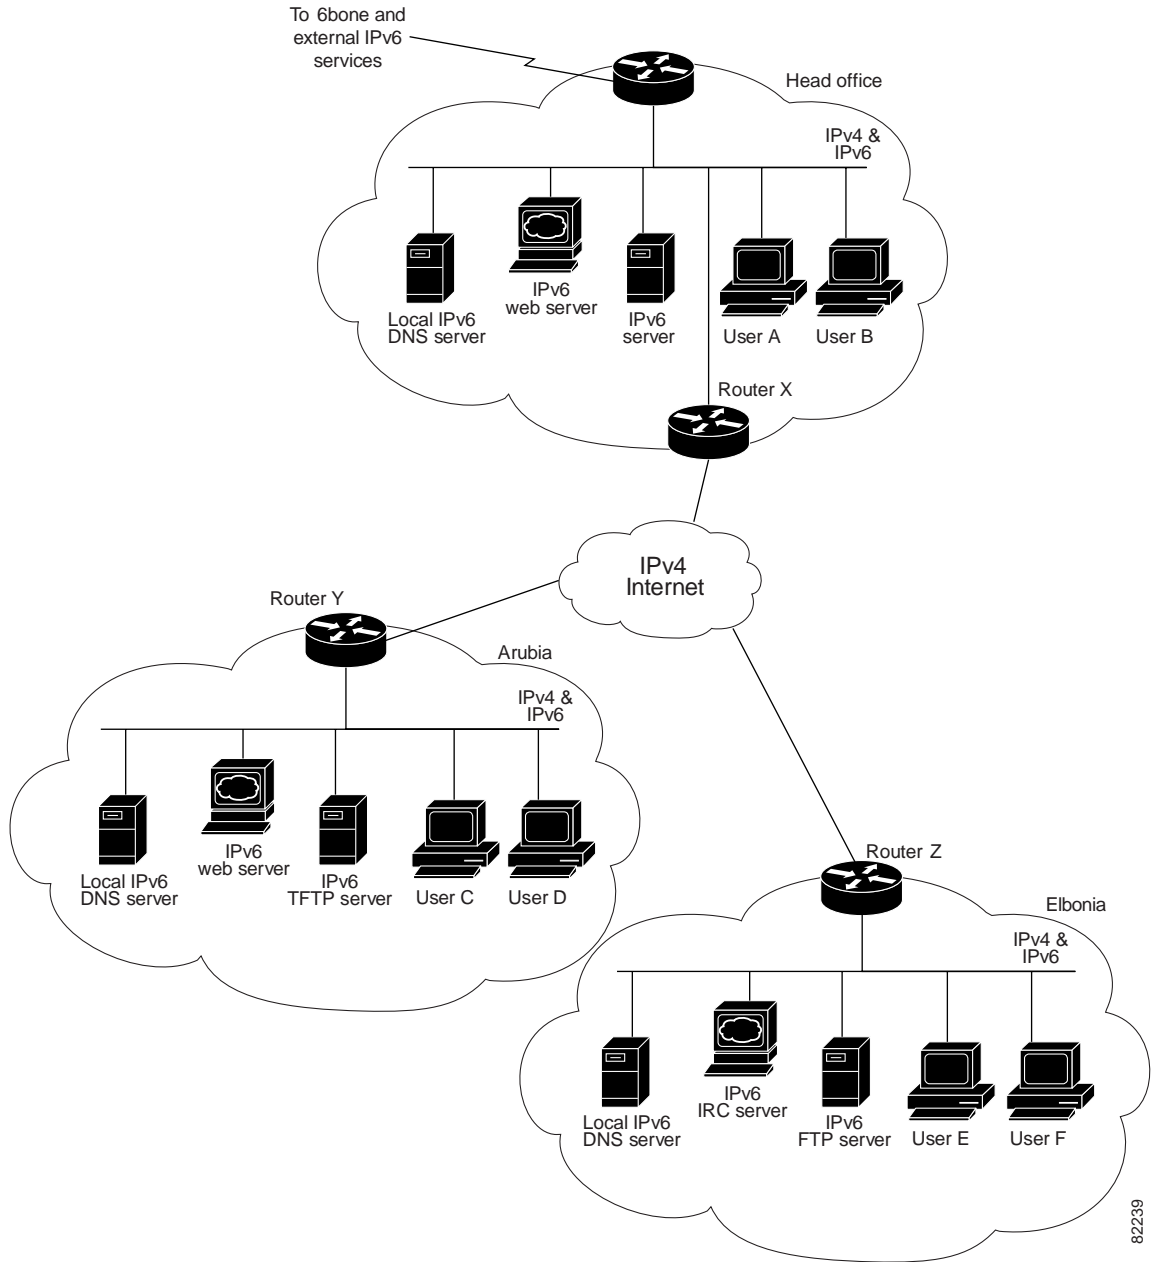 To 6bone and
external IPv6
services
Head office
IPv4 &
IPv6
Local IPv6
DNS server
IPv6
web server
IPv6
server
User A
User B
Router X
IPv4
Internet
Router Y
Arubia
IPv4 &
IPv6
Local IPv6
DNS server
IPv6
web server
IPv6
TFTP server
User C
User D
Router Z
Elbonia
IPv4 &
IPv6
Local IPv6
DNS server
IPv6
IRC server
IPv6
FTP server
User E
User F
82239